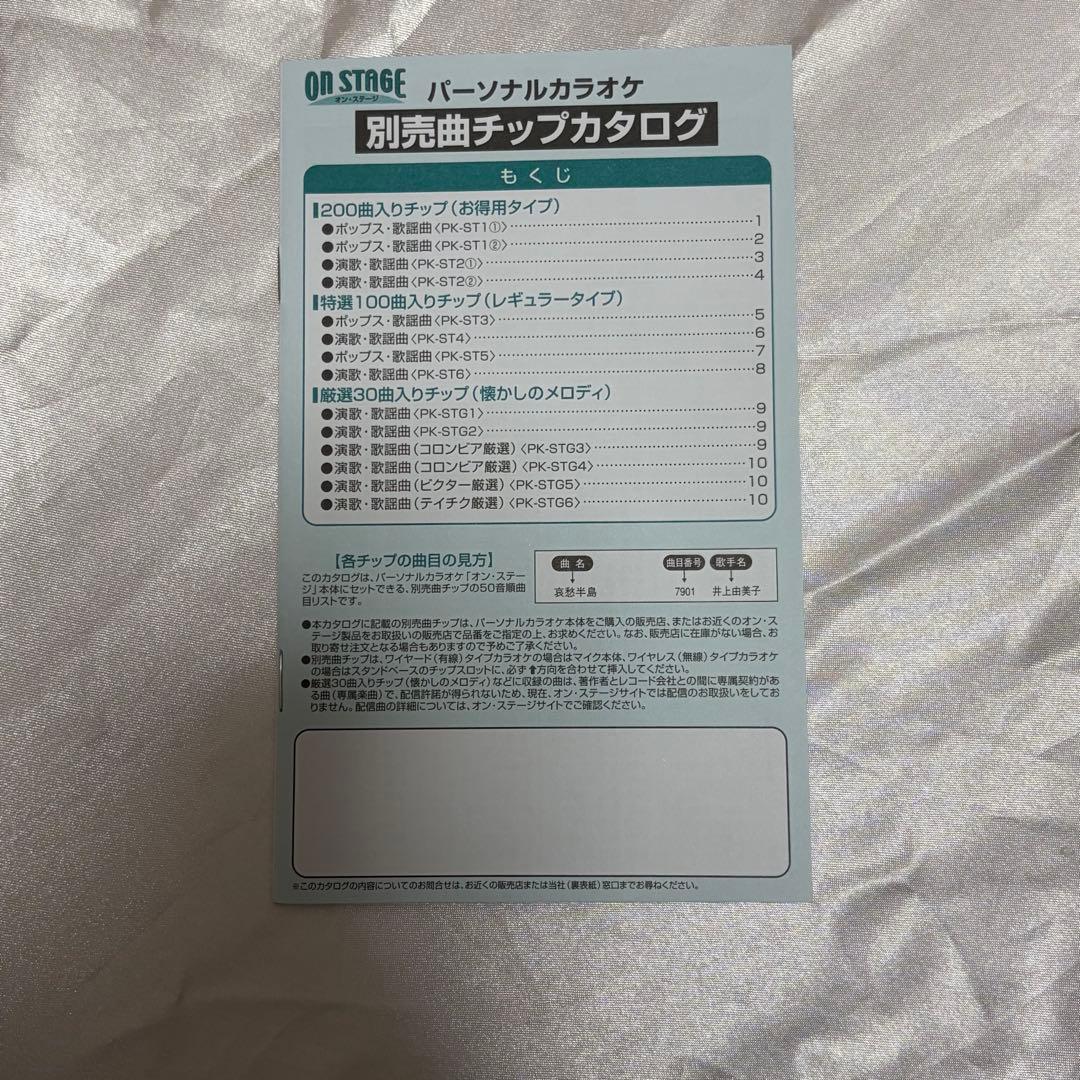 ON STAGE
オン・ステージ
パーソナルカラオケ
別売曲チップカタログ
もくじ
200曲入りチップ(お得用タイプ)
●ポップス・歌謡曲〈PK-ST1①〉 1
●ポップス・歌謡曲〈PK-ST1②〉 2
●演歌・歌謡曲〈PK-ST2①〉 3
●演歌・歌謡曲〈PK-ST2②〉 4
特選100曲入りチップ(レギュラータイプ)
●ポップス・歌謡曲〈PK-ST3〉 5
●演歌・歌謡曲〈PK-ST4〉 6
●ポップス・歌謡曲〈PK-ST5〉 7
●演歌・歌謡曲〈PK-ST6〉 8
厳選30曲入りチップ(懐かしのメロディ)
●演歌・歌謡曲〈PK-STG1〉 9
●演歌・歌謡曲〈PK-STG2〉 9
●演歌・歌謡曲(コロンビア厳選)〈PK-STG3〉 9
●演歌・歌謡曲(コロンビア厳選)〈PK-STG4〉 10
●演歌・歌謡曲(ビクター厳選)〈PK-STG5〉 10
●演歌・歌謡曲(テイチク厳選)〈PK-STG6〉 10
【各チップの曲目の見方】
このカタログは、パーソナルカラオケ「オン・ステー
ジ」本体にセットできる、別売曲チップの50音順曲
目リストです。
曲名 曲目番号 歌手名
哀愁半島 7901 井上由美子
●本カタログに記載の別売曲チップは、パーソナルカラオケ本体をご購入の販売店、またはお近くのオン・ス
テージ製品をお取扱いの販売店で品番をご指定の上、お求めください。なお、販売店に在庫がない場合、お
取り寄せ注文となる場合もありますので予めご了承ください。
●別売曲チップは、ワイヤード(有線)タイプカラオケの場合はマイク本体、ワイヤレス(無線)タイプカラオケ
の場合はスタンドベースのチップスロットに、必ず⬆方向を合わせて挿入してください。
●厳選30曲入りチップ(懐かしのメロディ)などに収録の曲は、著作者とレコード会社との間に専属契約があ
る曲(専属楽曲)で、配信許諾が得られないため、現在、オン・ステージサイトでは配信のお取扱いをしてお
りません。配信曲の詳細については、オン・ステージサイトでご確認ください。
※このカタログの内容についてのお問合せは、お近くの販売店または当社(裏表紙)窓口までお尋ねください。